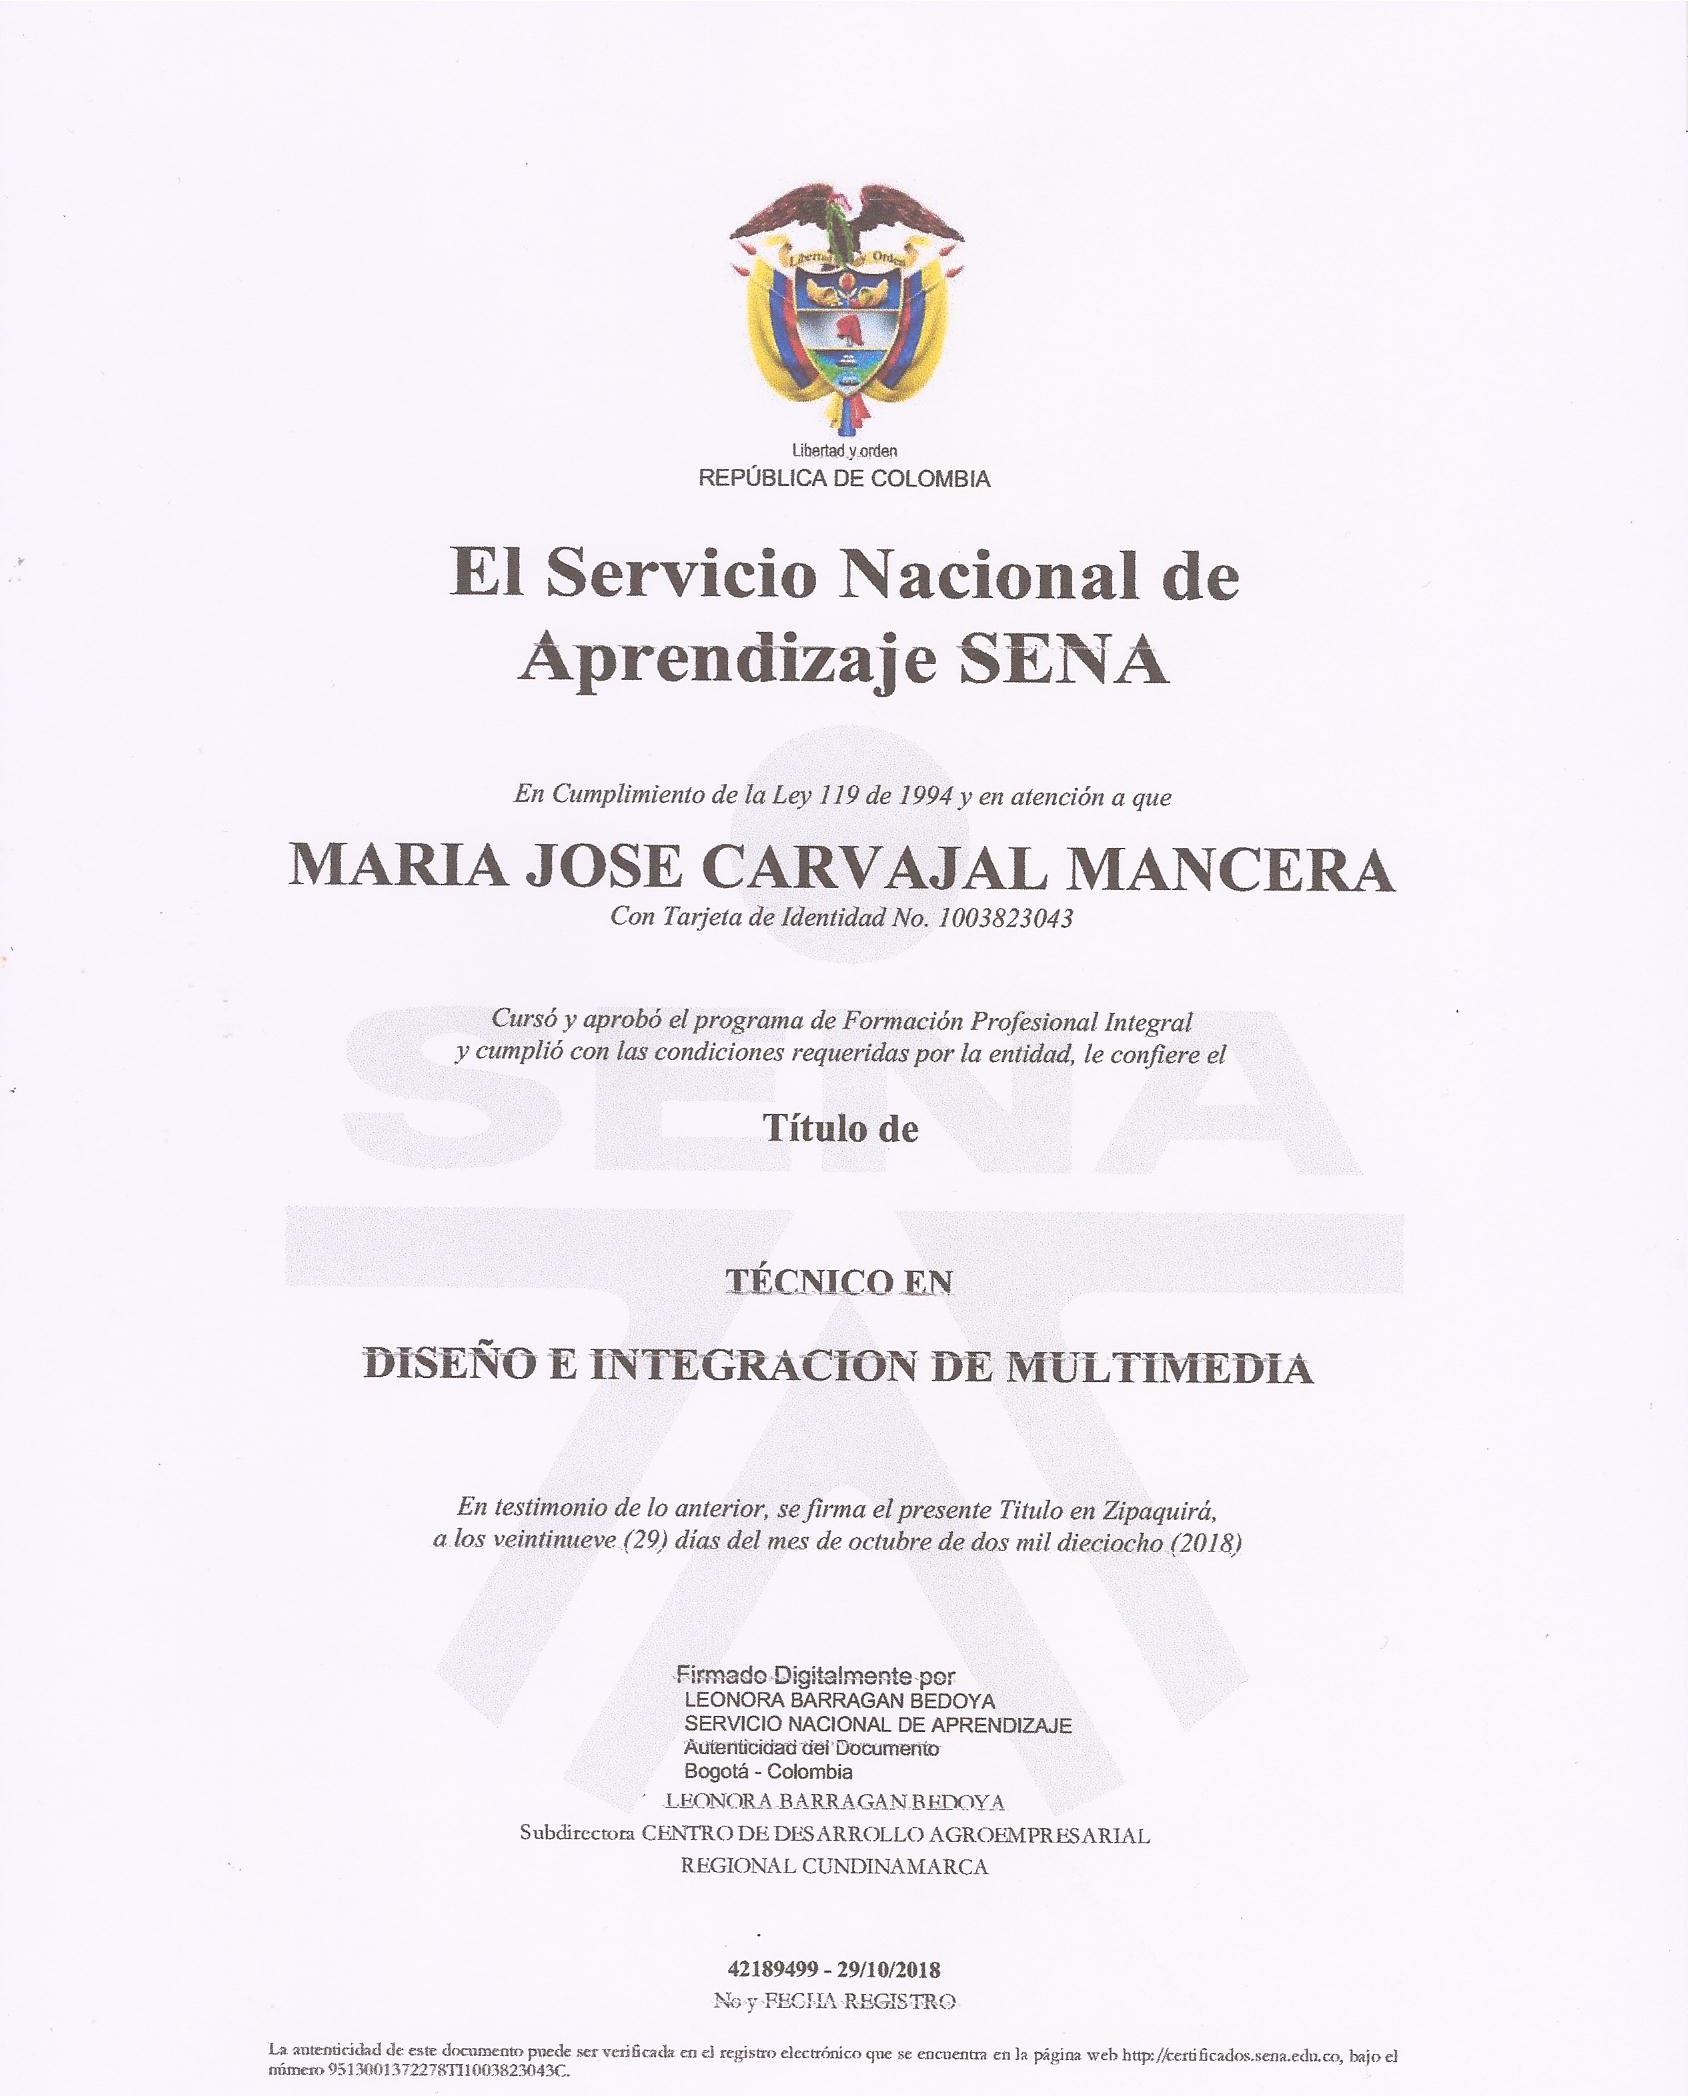 Libertad y Orden
Libertad y orden
REPÚBLICA DE COLOMBIA
El Servicio Nacional de
Aprendizaje SENA
En Cumplimiento de la Ley 119 de 1994 y en atención a que
MARIA JOSE CARVAJAL MANCERA
Con Tarjeta de Identidad No. 1003823043
Cursó y aprobó el programa de Formación Profesional Integral
y cumplió con las condiciones requeridas por la entidad, le confiere el
SENA
Título de
TÉCNICO EN
DISEÑO E INTEGRACION DE MULTIMEDIA
En testimonio de lo anterior, se firma el presente Titulo en Zipaquirá,
a los veintinueve (29) días del mes de octubre de dos mil dieciocho (2018)
Firmado Digitalmente por
LEONORA BARRAGAN BEDOYA
SERVICIO NACIONAL DE APRENDIZAJE
Autenticidad del Documento
Bogotá - Colombia
LEONORA BARRAGAN BEDOYA
Subdirectora CENTRO DE DESARROLLO AGROEMPRESARIAL
REGIONAL CUNDINAMARCA
42189499 - 29/10/2018
No y FECHA REGISTRO
La autenticidad de este documento puede ser verificada en el registro electrónico que se encuentra en la página web http://certificados.sena.edu.co, bajo el
número 9513001372278TI1003823043C.